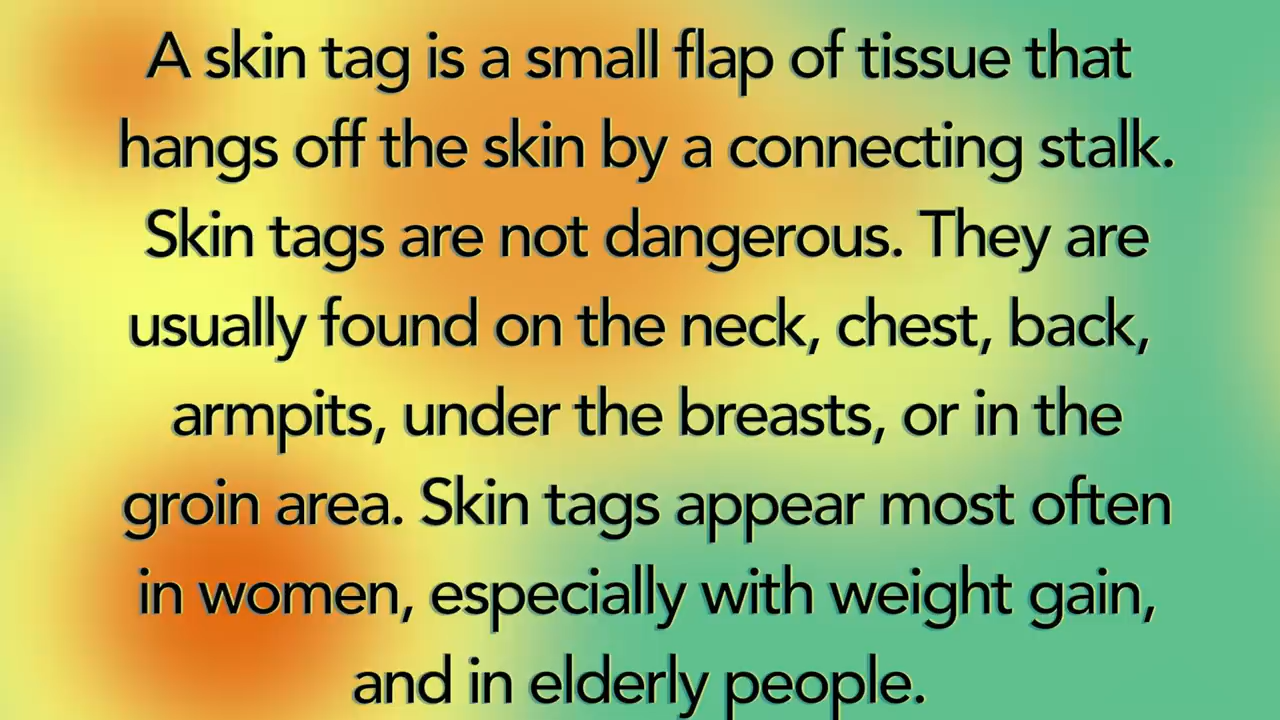 A skin tag is a small flap of tissue that
hangs off the skin by a connecting stalk.
Skin tags are not dangerous. They are
usually found on the neck, chest, back,
armpits, under the breasts, or in the
groin area. Skin tags appear most often
in women, especially with weight gain,
and in elderly people.